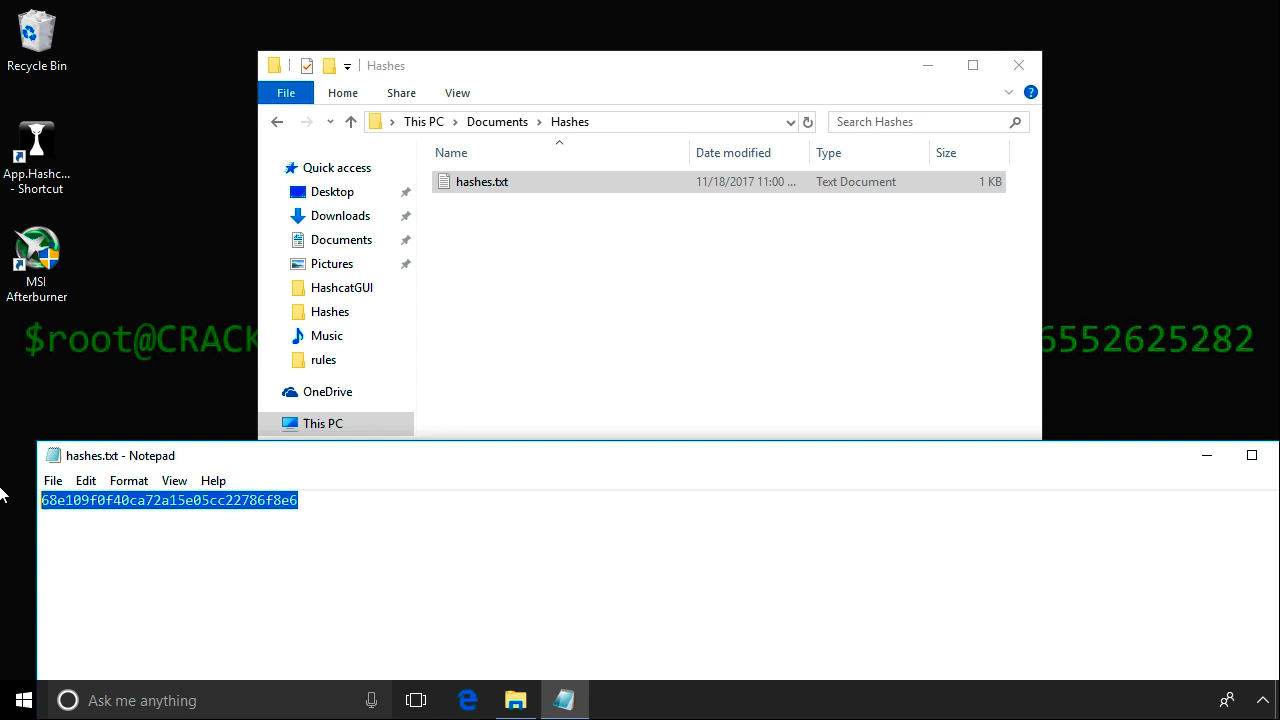 Recycle Bin
App.Hashc...
- Shortcut
MSI
Afterburner
$root@CRACK
6552625282
Hashes
File
Home
Share
View
This PC
Documents
Hashes
Search Hashes
Name
Date modified
Type
Size
hashes.txt
11/18/2017 11:00 ...
Text Document
1 KB
Quick access
Desktop
Downloads
Documents
Pictures
HashcatGUI
Hashes
Music
rules
OneDrive
This PC
hashes.txt - Notepad
File
Edit
Format
View
Help
68e109f0f40ca72a15e05cc22786f8e6
Ask me anything